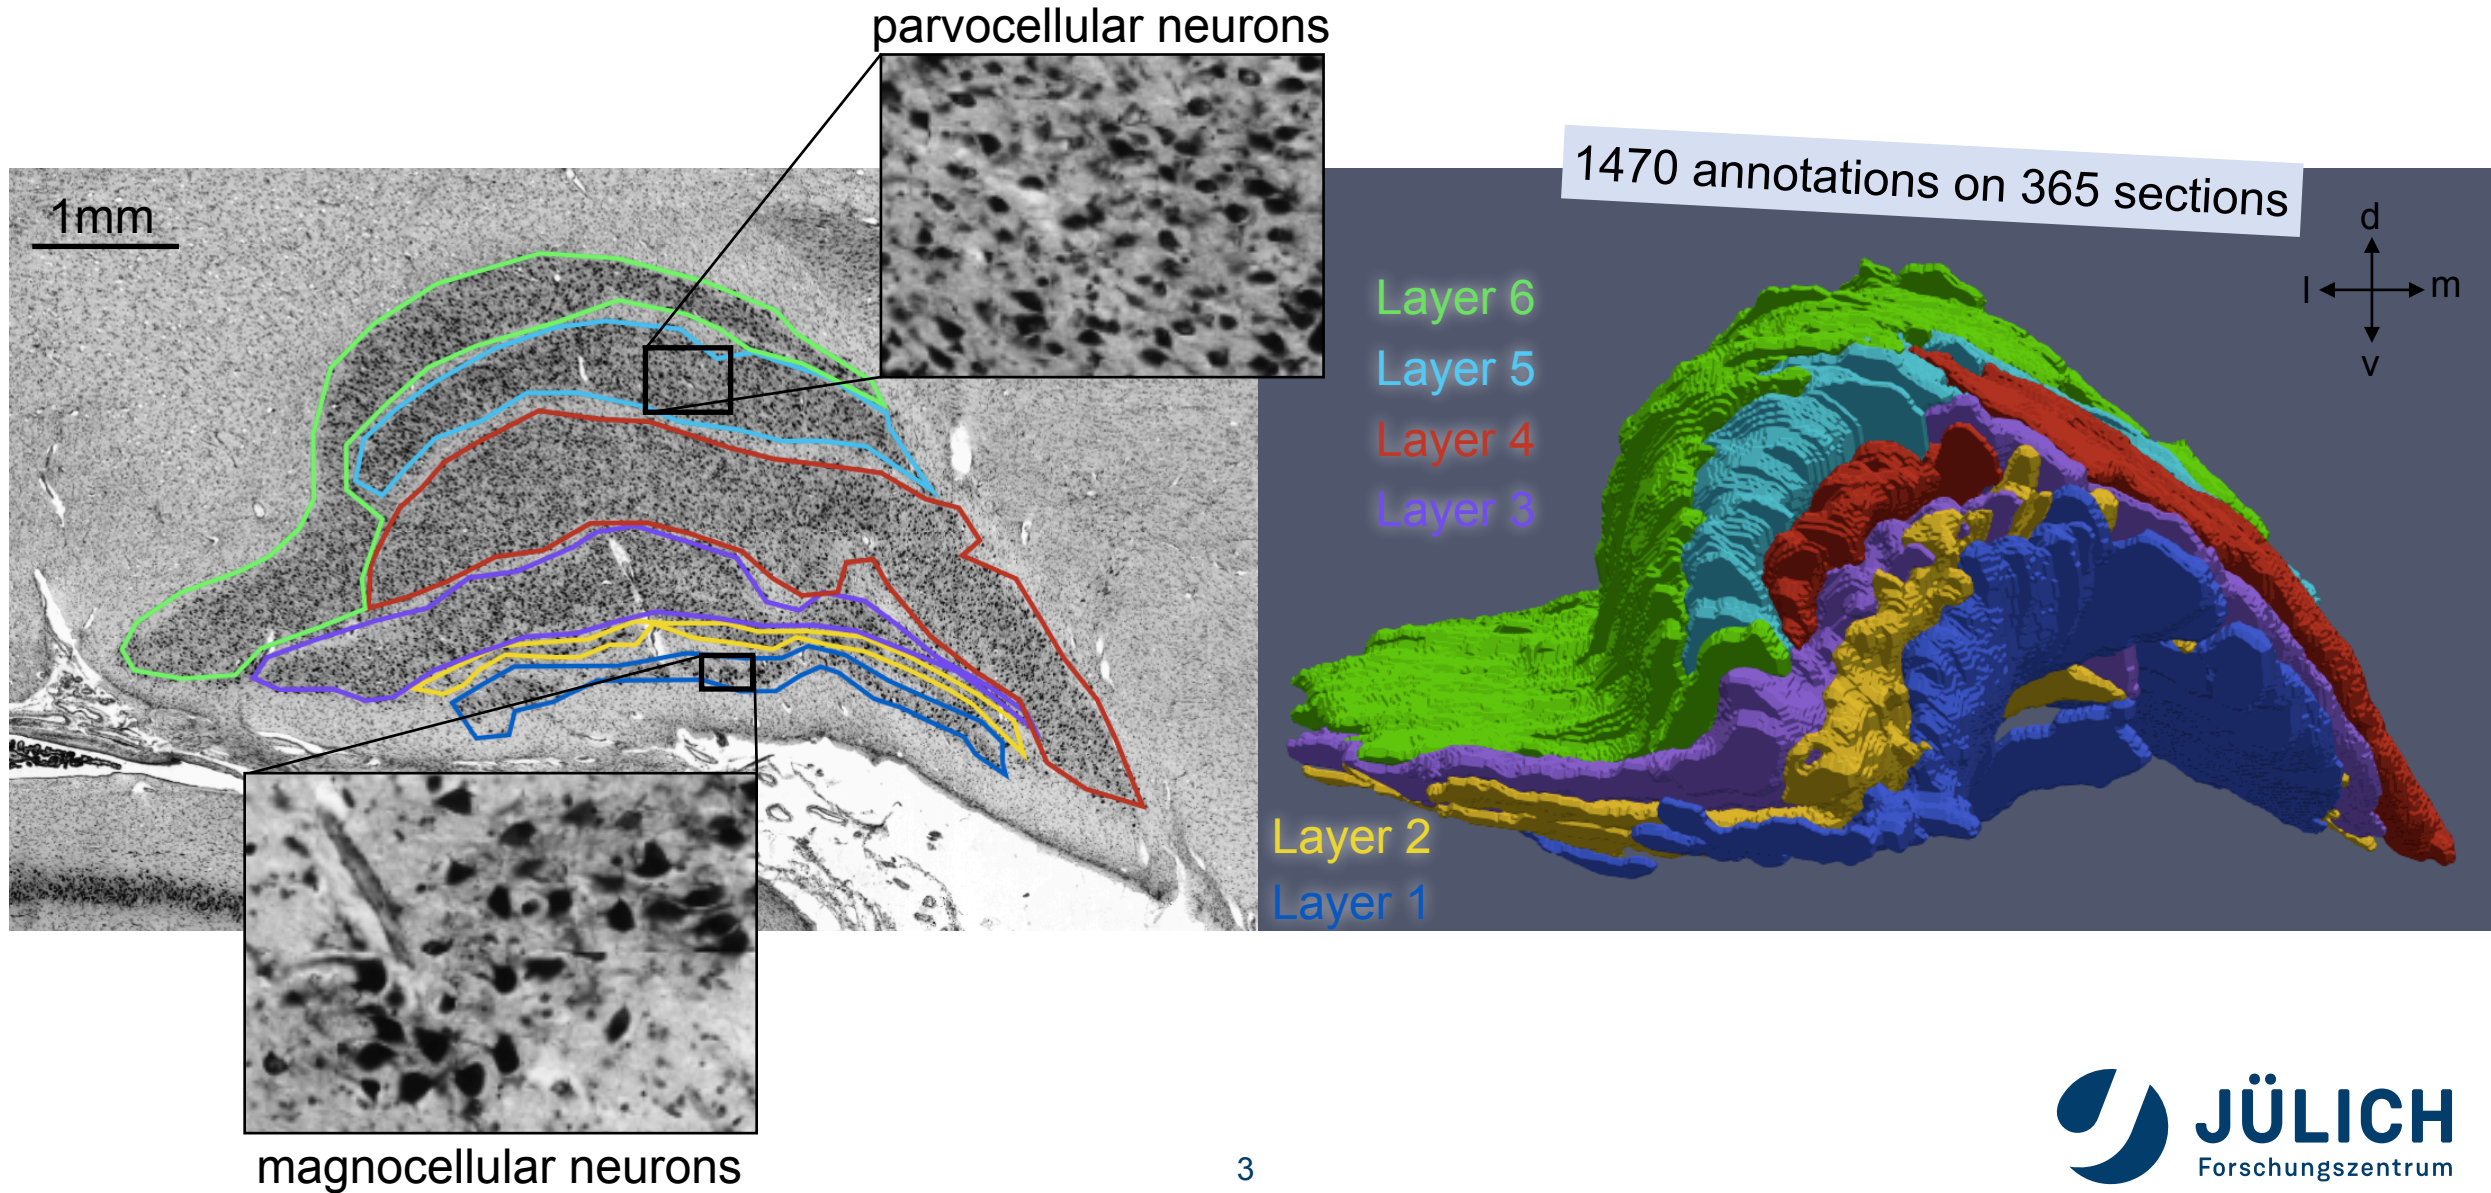 parvocellular neurons
1470 annotations on 365 sections
1mm
d
l
m
v
Layer 6
Layer 5
Layer 4
Layer 3
Layer 2
Layer 1
magnocellular neurons
3
JÜLICH
Forschungszentrum